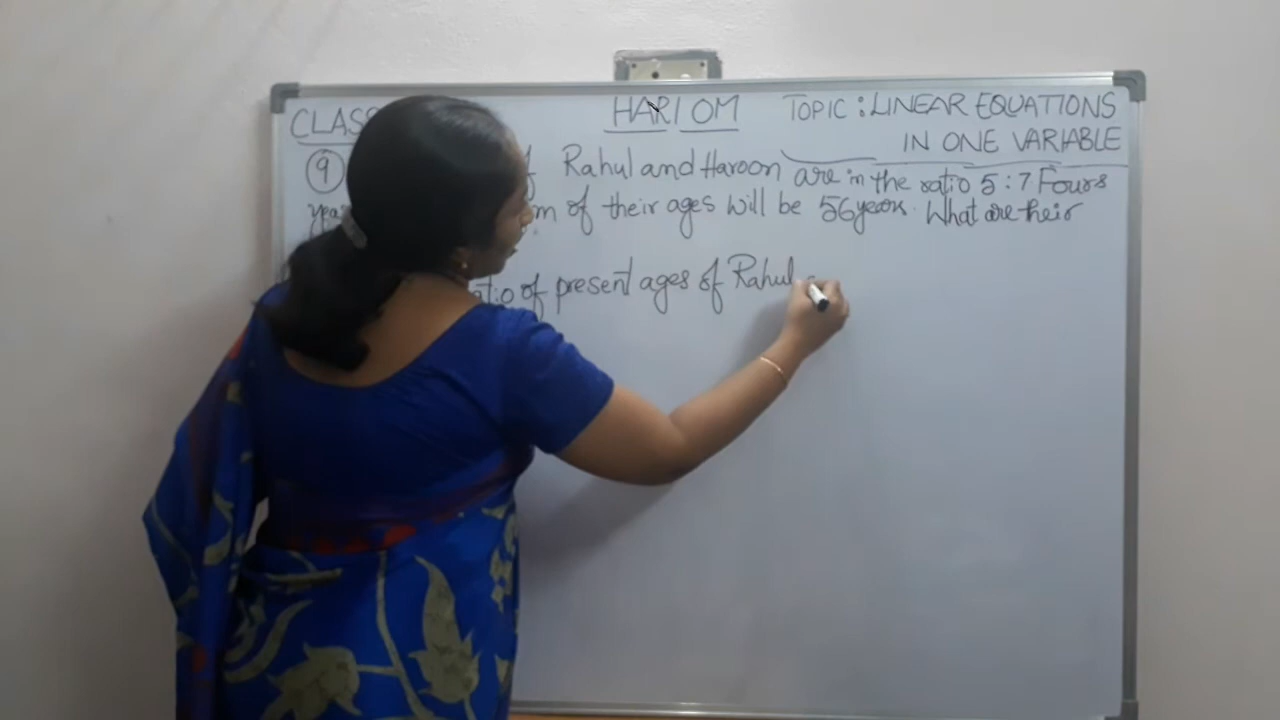 CLASS HARI OM TOPIC : LINEAR EQUATIONS
IN ONE VARIABLE
9 Rahul and Haroon are in the ratio 5 : 7 Fours
of their ages will be 56 years. What are their
of present ages of Rahul